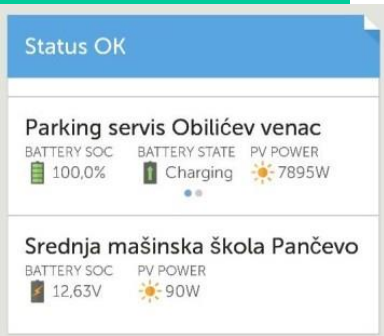 Status OK
Parking servis Obilićev venac
BATTERY SOC BATTERY STATE PV POWER
100,0% Charging 7895W
Srednja mašinska škola Pančevo
BATTERY SOC PV POWER
12,63V 90W